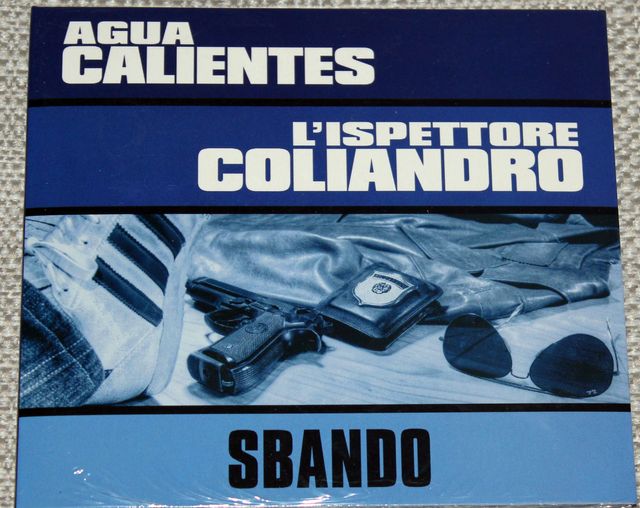 AGUA
CALIENTES
L'ISPETTORE
COLIANDRO
SBANDO